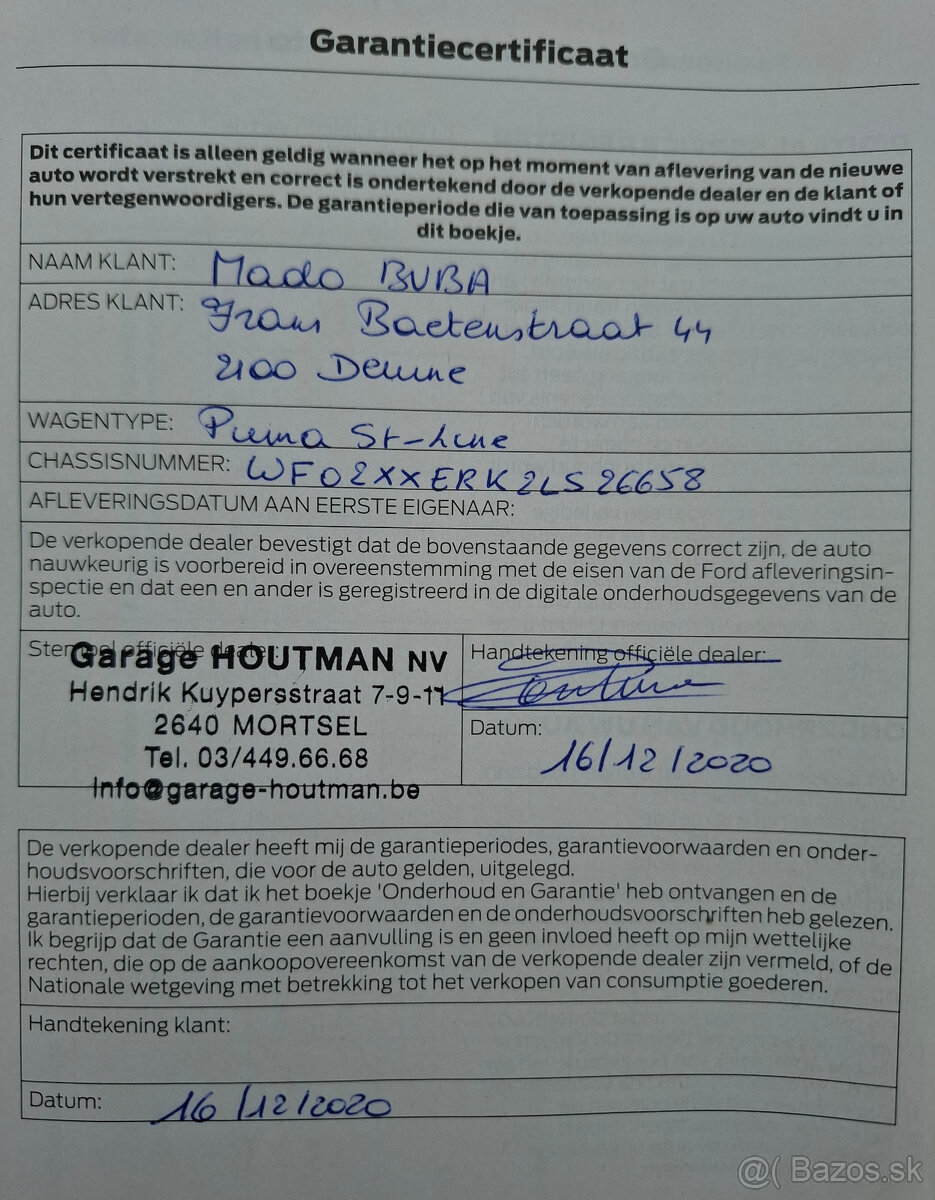 Garantiecertificaat
Dit certificaat is alleen geldig wanneer het op het moment van aflevering van de nieuwe
auto wordt verstrekt en correct is ondertekend door de verkopende dealer en de klant of
hun vertegenwoordigers. De garantieperiode die van toepassing is op uw auto vindt u in
dit boekje.
NAAM KLANT: Mado BUBA
ADRES KLANT: Frans Baetenstraat 44
2100 Deurne
WAGENTYPE: Puma St-Line
CHASSISNUMMER: WF02XXERK2LS26658
AFLEVERINGSDATUM AAN EERSTE EIGENAAR:
De verkopende dealer bevestigt dat de bovenstaande gegevens correct zijn, de auto
nauwkeurig is voorbereid in overeenstemming met de eisen van de Ford afleveringsin-
spectie en dat een en ander is geregistreerd in de digitale onderhoudsgegevens van de
auto.
Stempel officiële dealer:
Garage HOUTMAN NV
Hendrik Kuypersstraat 7-9-11
2640 MORTSEL
Tel. 03/449.66.68
Info@garage-houtman.be
Handtekening officiële dealer:
Datum:
16/12/2020
De verkopende dealer heeft mij de garantieperiodes, garantievoorwaarden en onder-
houdsvoorschriften, die voor de auto gelden, uitgelegd.
Hierbij verklaar ik dat ik het boekje 'Onderhoud en Garantie' heb ontvangen en de
garantieperioden, de garantievoorwaarden en de onderhoudsvoorschriften heb gelezen.
Ik begrijp dat de Garantie een aanvulling is en geen invloed heeft op mijn wettelijke
rechten, die op de aankoopovereenkomst van de verkopende dealer zijn vermeld, of de
Nationale wetgeving met betrekking tot het verkopen van consumptie goederen.
Handtekening klant:
Datum: 16/12/2020
@( Bazos.sk